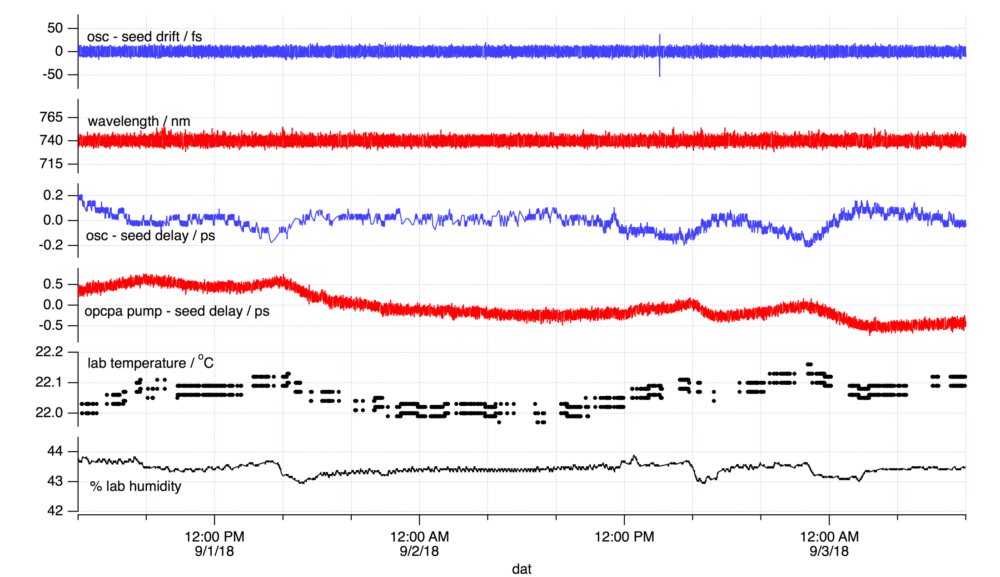 50
osc - seed drift / fs
0
-50
765
wavelength / nm
740
715
0.2
0.0
osc - seed delay / ps
-0.2
0.5
0.0
opcpa pump - seed delay / ps
-0.5
22.2
lab temperature / °C
22.1
22.0
44
43
% lab humidity
42
12:00 PM 12:00 AM 12:00 PM 12:00 AM
9/1/18 9/2/18 9/3/18
dat